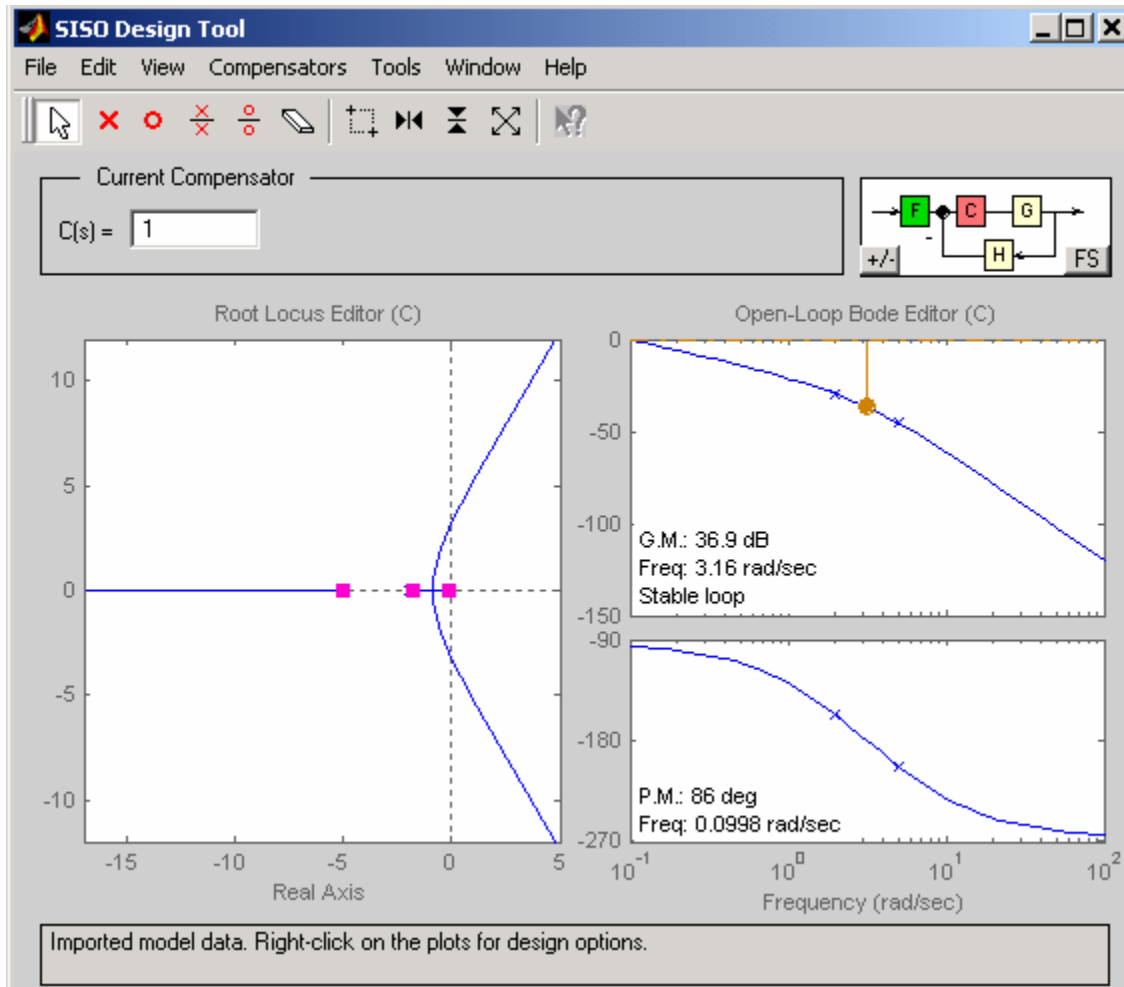 SISO Design Tool
File Edit View Compensators Tools Window Help
Current Compensator
C(s) = 1
F C G
-
H
+/- FS
Root Locus Editor (C)
10
5
0
-5
-10
-15 -10 -5 0 5
Real Axis
Open-Loop Bode Editor (C)
0
-50
-100
-150
G.M.: 36.9 dB
Freq: 3.16 rad/sec
Stable loop
-90
-180
-270
P.M.: 86 deg
Freq: 0.0998 rad/sec
10^-1 10^0 10^1 10^2
Frequency (rad/sec)
Imported model data. Right-click on the plots for design options.